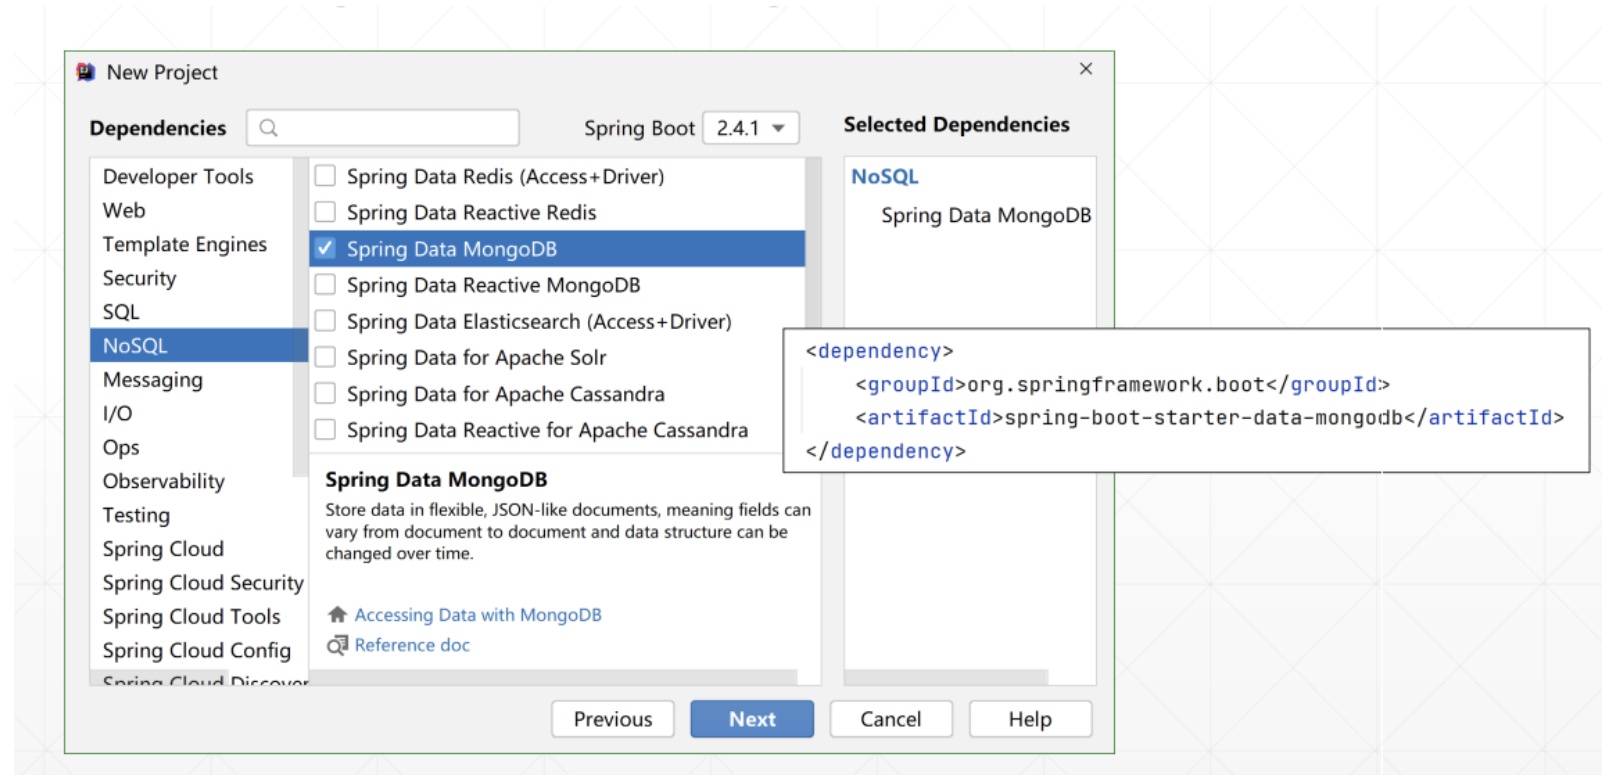 New Project
Dependencies
Spring Boot 2.4.1
Selected Dependencies
Developer Tools
Web
Template Engines
Security
SQL
NoSQL
Messaging
I/O
Ops
Observability
Testing
Spring Cloud
Spring Cloud Security
Spring Cloud Tools
Spring Cloud Config
Spring Cloud Discover
Spring Data Redis (Access+Driver)
Spring Data Reactive Redis
Spring Data MongoDB
Spring Data Reactive MongoDB
Spring Data Elasticsearch (Access+Driver)
Spring Data for Apache Solr
Spring Data for Apache Cassandra
Spring Data Reactive for Apache Cassandra
Spring Data MongoDB
Store data in flexible, JSON-like documents, meaning fields can
vary from document to document and data structure can be
changed over time.
Accessing Data with MongoDB
Reference doc
NoSQL
Spring Data MongoDB
<dependency>
<groupId>org.springframework.boot</groupId>
<artifactId>spring-boot-starter-data-mongodb</artifactId>
</dependency>
Previous
Next
Cancel
Help